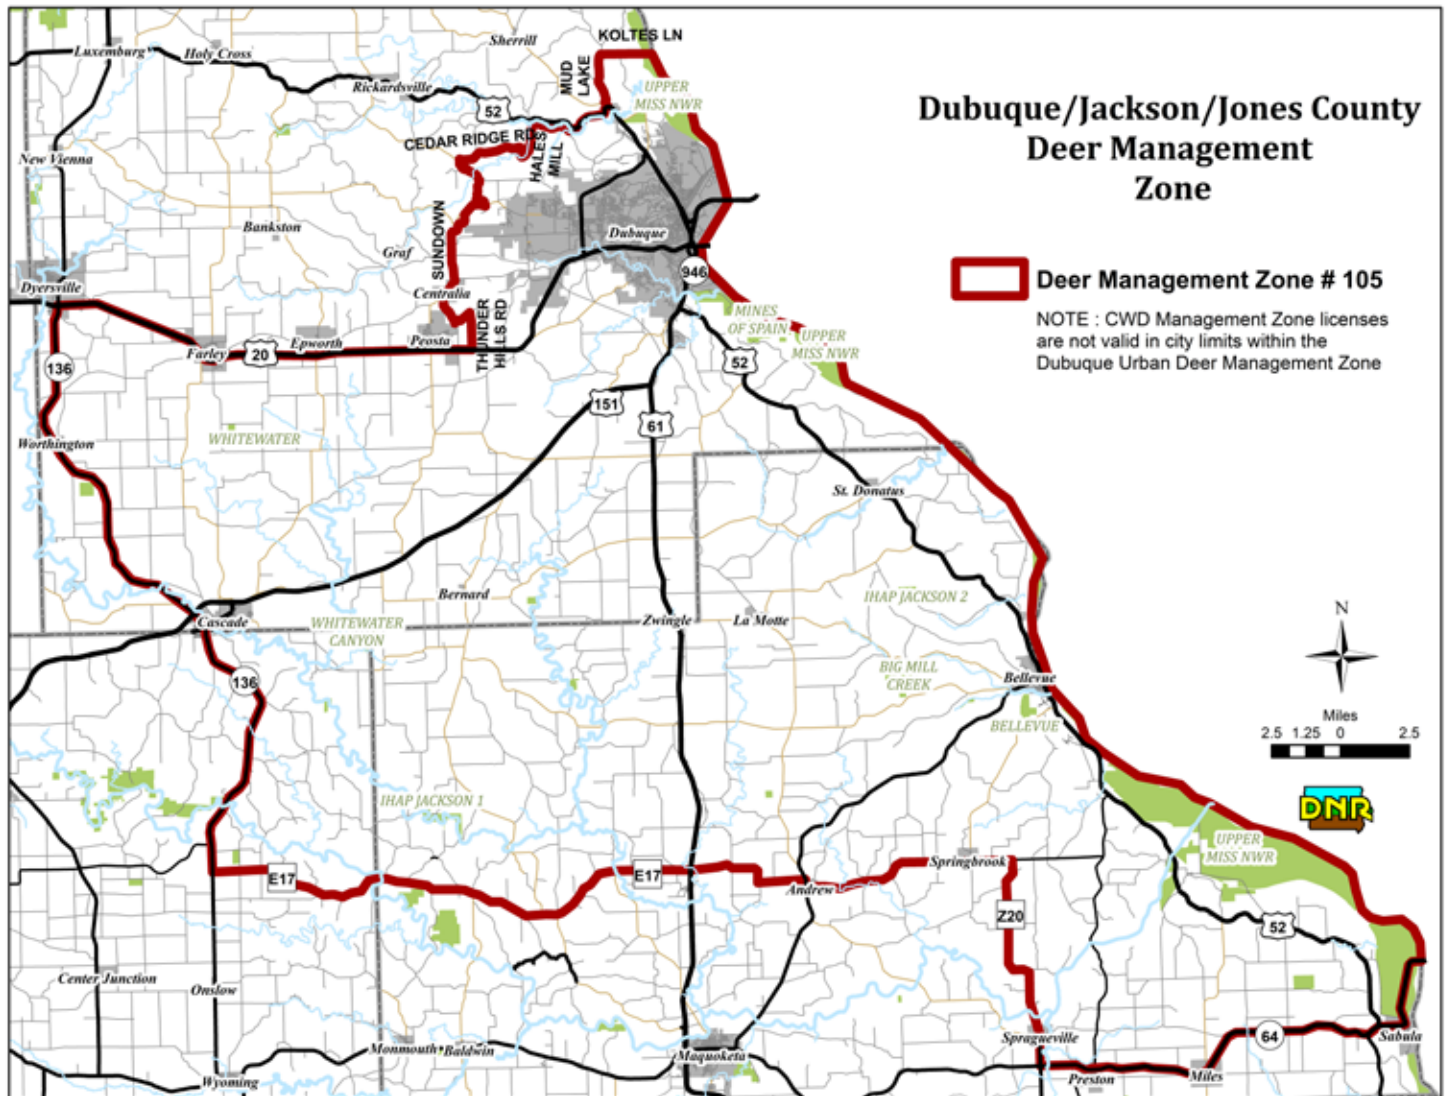 KOLTES LN
Sherrill
Luxemburg
Holy Cross
MUD
LAKE
Rickardsville
UPPER
MISS NWR
52
Dubuque/Jackson/Jones County
Deer Management
Zone
CEDAR RIDGE RD
HALES
MILL
New Vienna
SUNDOWN
Bankston
Dubuque
Graf
946
Deer Management Zone # 105
Dyersville
Centralia
THUNDER
HILLS RD
MINES
OF SPAIN
UPPER
MISS NWR
NOTE : CWD Management Zone licenses
are not valid in city limits within the
Dubuque Urban Deer Management Zone
Farley
20
Epworth
Peosta
136
52
151
61
Worthington
WHITEWATER
St. Donatus
Bernard
IHAP JACKSON 2
Cascade
WHITEWATER
CANYON
Zwingle
La Motte
N
136
BIG MILL
CREEK
Bellevue
BELLEVUE
Miles
2.5 1.25 0 2.5
IHAP JACKSON 1
DNR
UPPER
MISS NWR
E17
E17
Andrew
Springbrook
Z20
52
Center Junction
Onslow
Monmouth
Baldwin
Maquoketa
Spragueville
64
Sabula
Wyoming
Preston
Miles